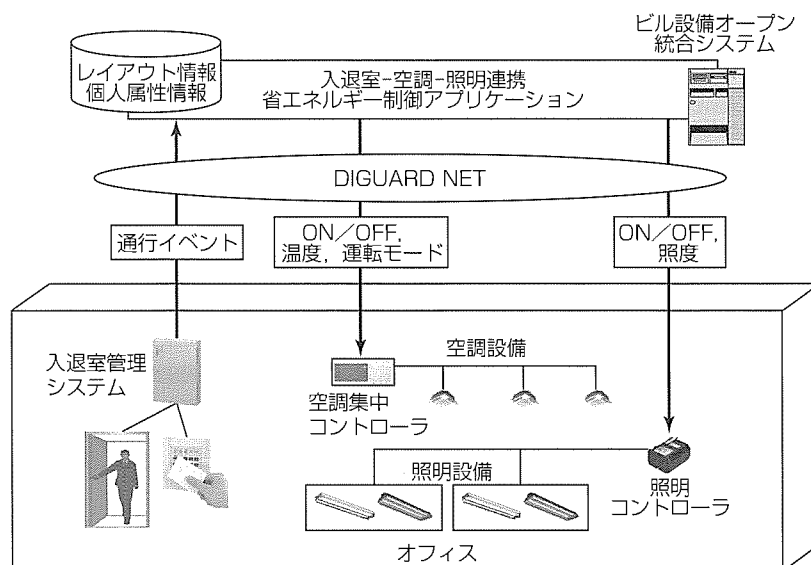 ビル設備オープン
統合システム
レイアウト情報
個人属性情報
入退室-空調-照明連携
省エネルギー制御アプリケーション
DIGUARD NET
通行イベント
ON/OFF,
温度, 運転モード
ON/OFF,
照度
入退室管理
システム
空調設備
空調集中
コントローラ
照明設備
照明
コントローラ
オフィス